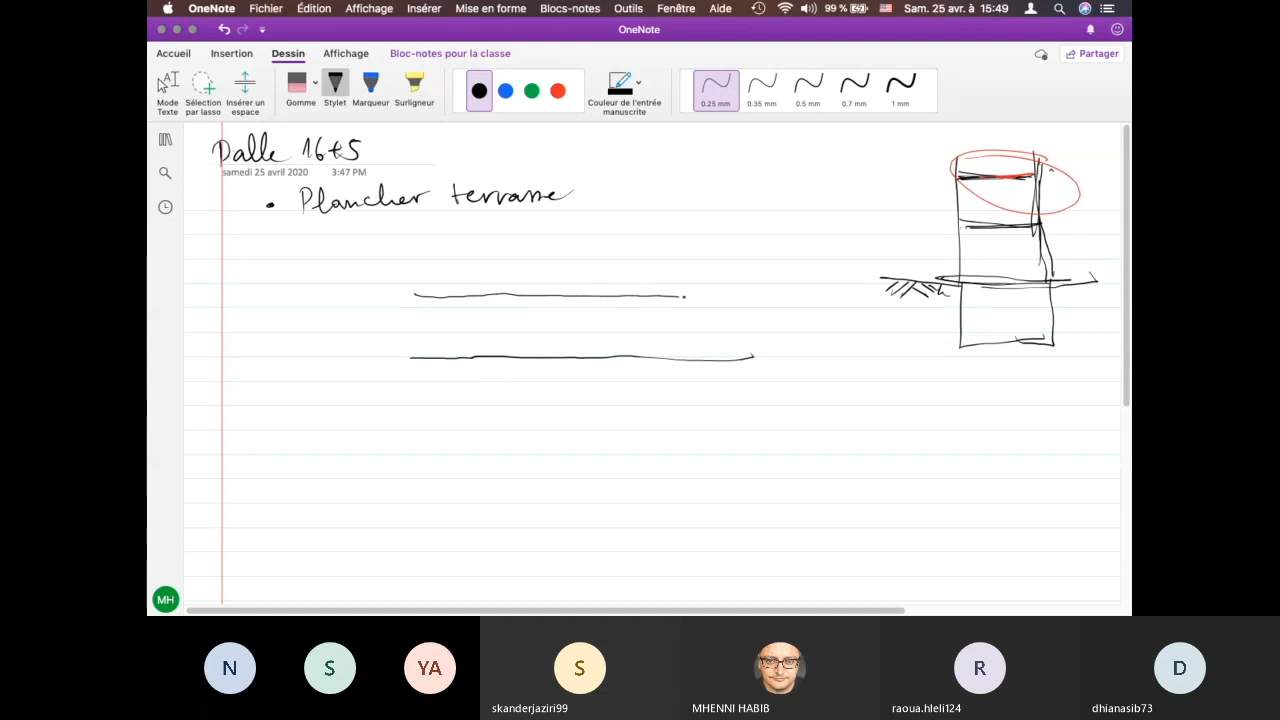 OneNote Fichier Édition Affichage Insérer Mise en forme Blocs-notes Outils Fenêtre Aide 99 % Sam. 25 avr. à 15:49
OneNote
Accueil Insertion Dessin Affichage Bloc-notes pour la classe Partager
Mode Texte Sélection par lasso Insérer un espace Gomme Stylet Marqueur Surligneur Couleur de l'entrée manuscrite 0.25 mm 0.35 mm 0.5 mm 0.7 mm 1 mm
Dalle 16+5
samedi 25 avril 2020 3:47 PM
• Plancher terrasse
MH
N S YA S R D
skanderjaziri99 MHENNI HABIB raoua.hleli124 dhianasib73